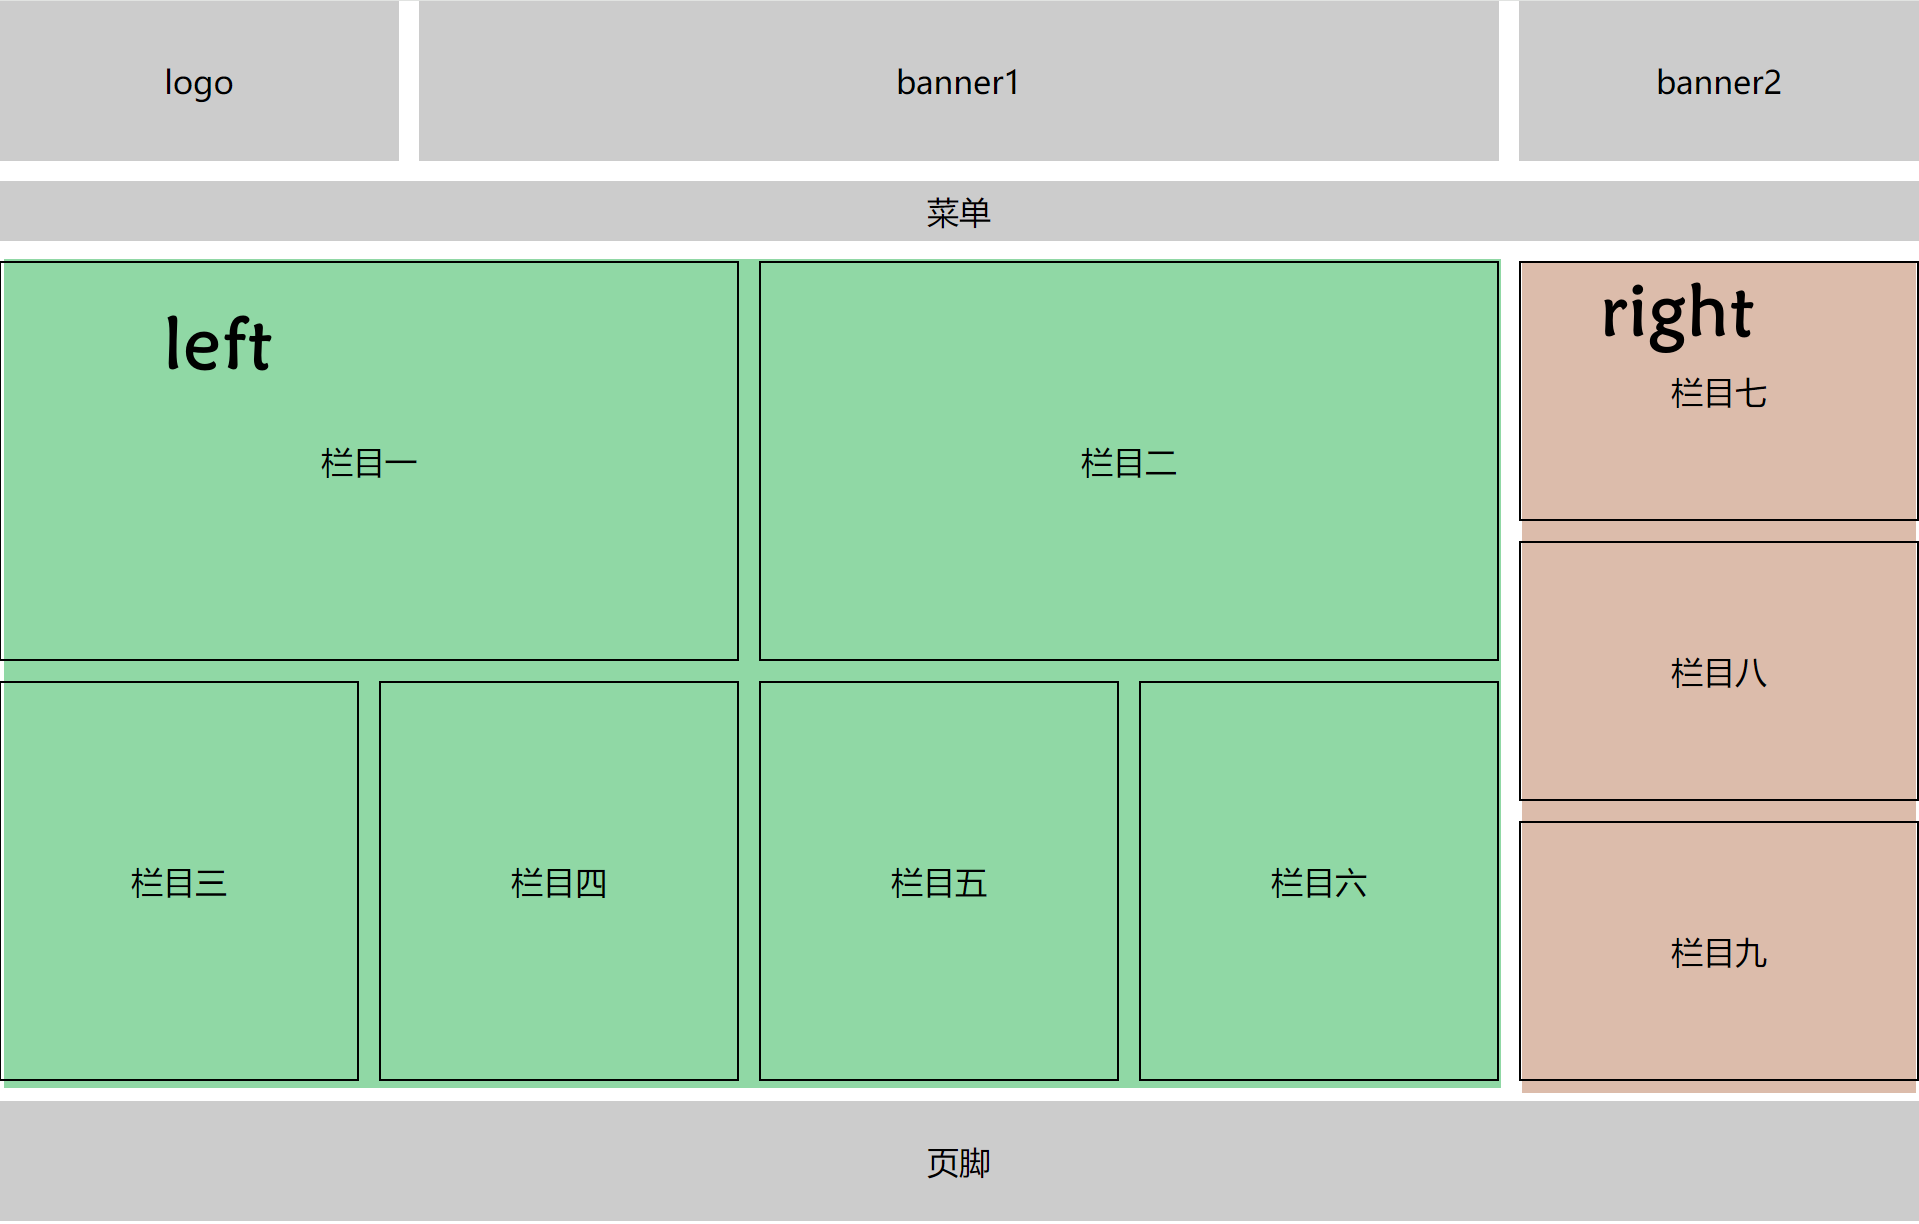 logo
banner1
banner2
菜单
left
栏目一
栏目二
栏目三
栏目四
栏目五
栏目六
right
栏目七
栏目八
栏目九
页脚